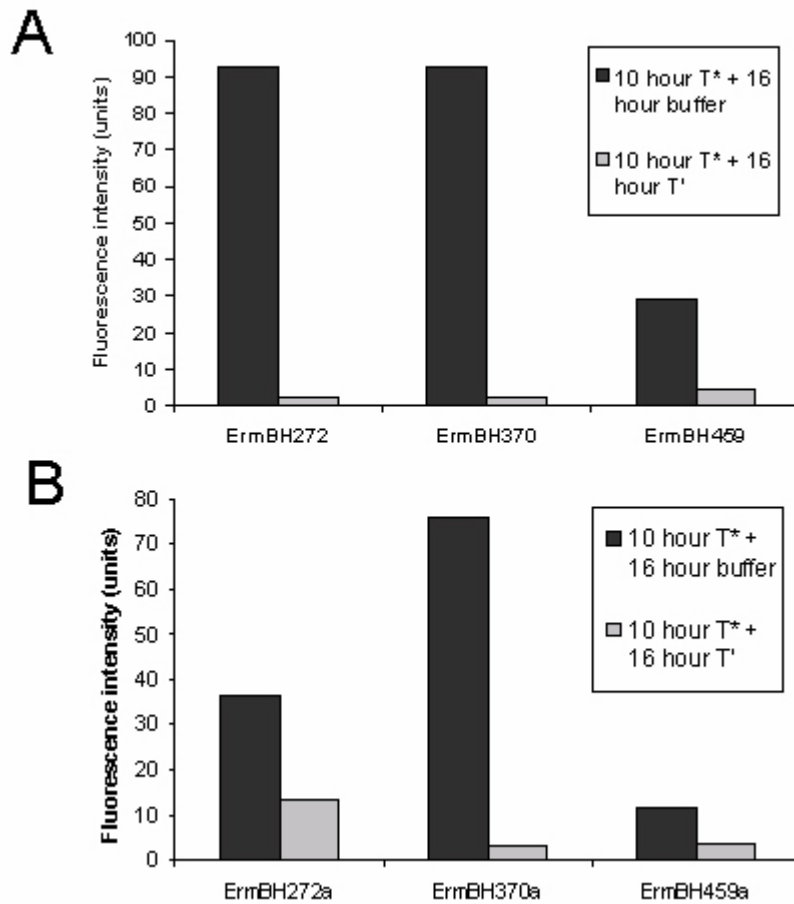 A
Fluorescence intensity (units)
100
90
80
70
60
50
40
30
20
10
0
ErmBH272
ErmBH370
ErmBH459
10 hour T* + 16
hour buffer
10 hour T* + 16
hour T'
B
Fluorescence intensity (units)
80
70
60
50
40
30
20
10
0
ErmBH272a
ErmBH370a
ErmBH459a
10 hour T* +
16 hour buffer
10 hour T* +
16 hour T'